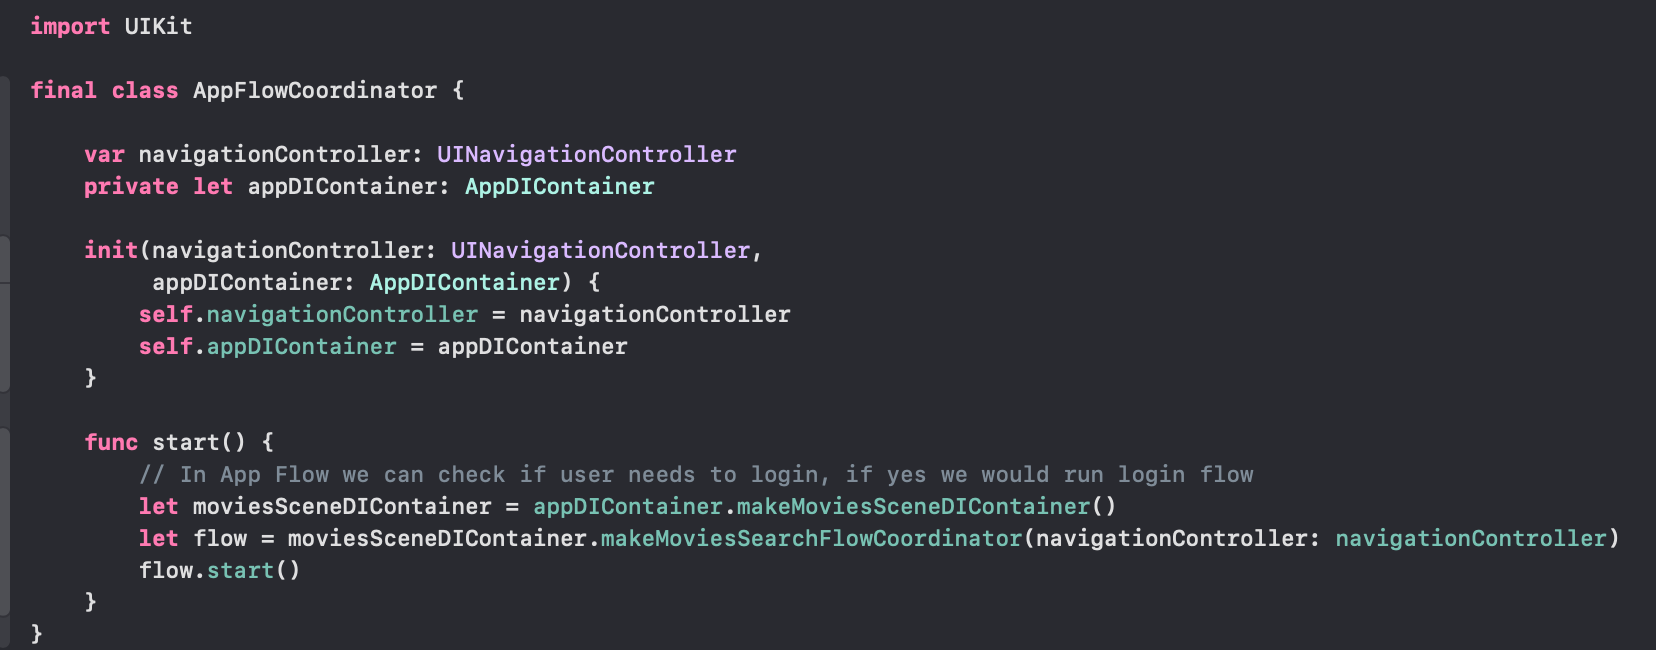 import UIKit
final class AppFlowCoordinator {
var navigationController: UINavigationController
private let appDIContainer: AppDIContainer
init(navigationController: UINavigationController,
appDIContainer: AppDIContainer) {
self.navigationController = navigationController
self.appDIContainer = appDIContainer
}
func start() {
// In App Flow we can check if user needs to login, if yes we would run login flow
let moviesSceneDIContainer = appDIContainer.makeMoviesSceneDIContainer()
let flow = moviesSceneDIContainer.makeMoviesSearchFlowCoordinator(navigationController: navigationController)
flow.start()
}
}